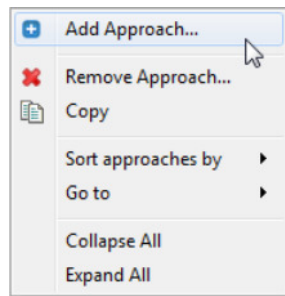 Add Approach...
Remove Approach...
Copy
Sort approaches by
Go to
Collapse All
Expand All